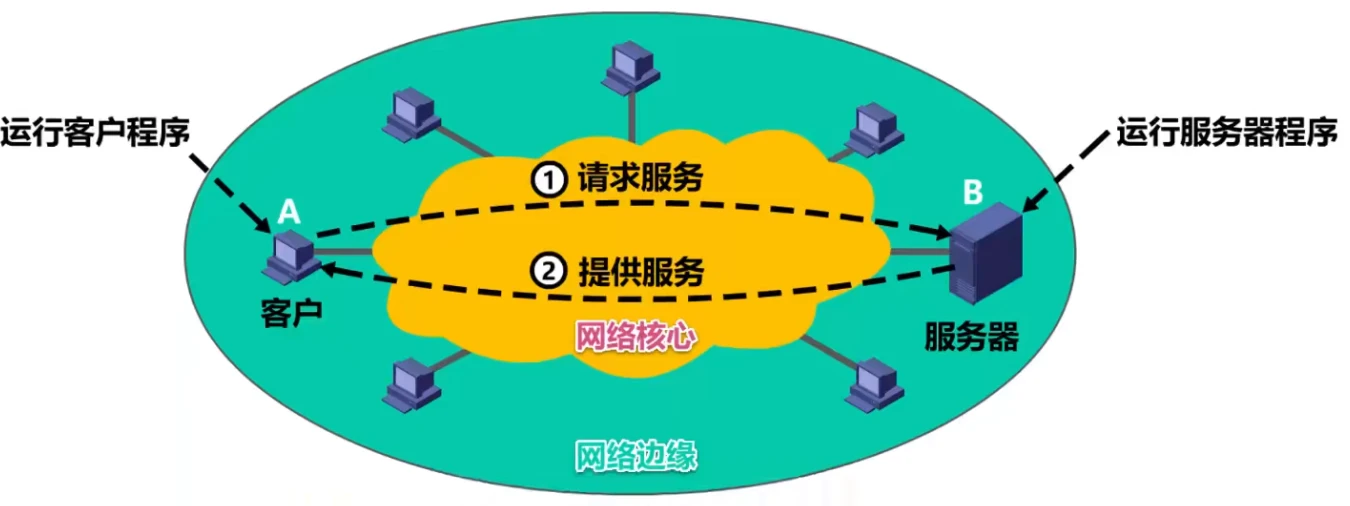 运行客户程序
运行服务器程序
① 请求服务
A
B
② 提供服务
客户
服务器
网络核心
网络边缘